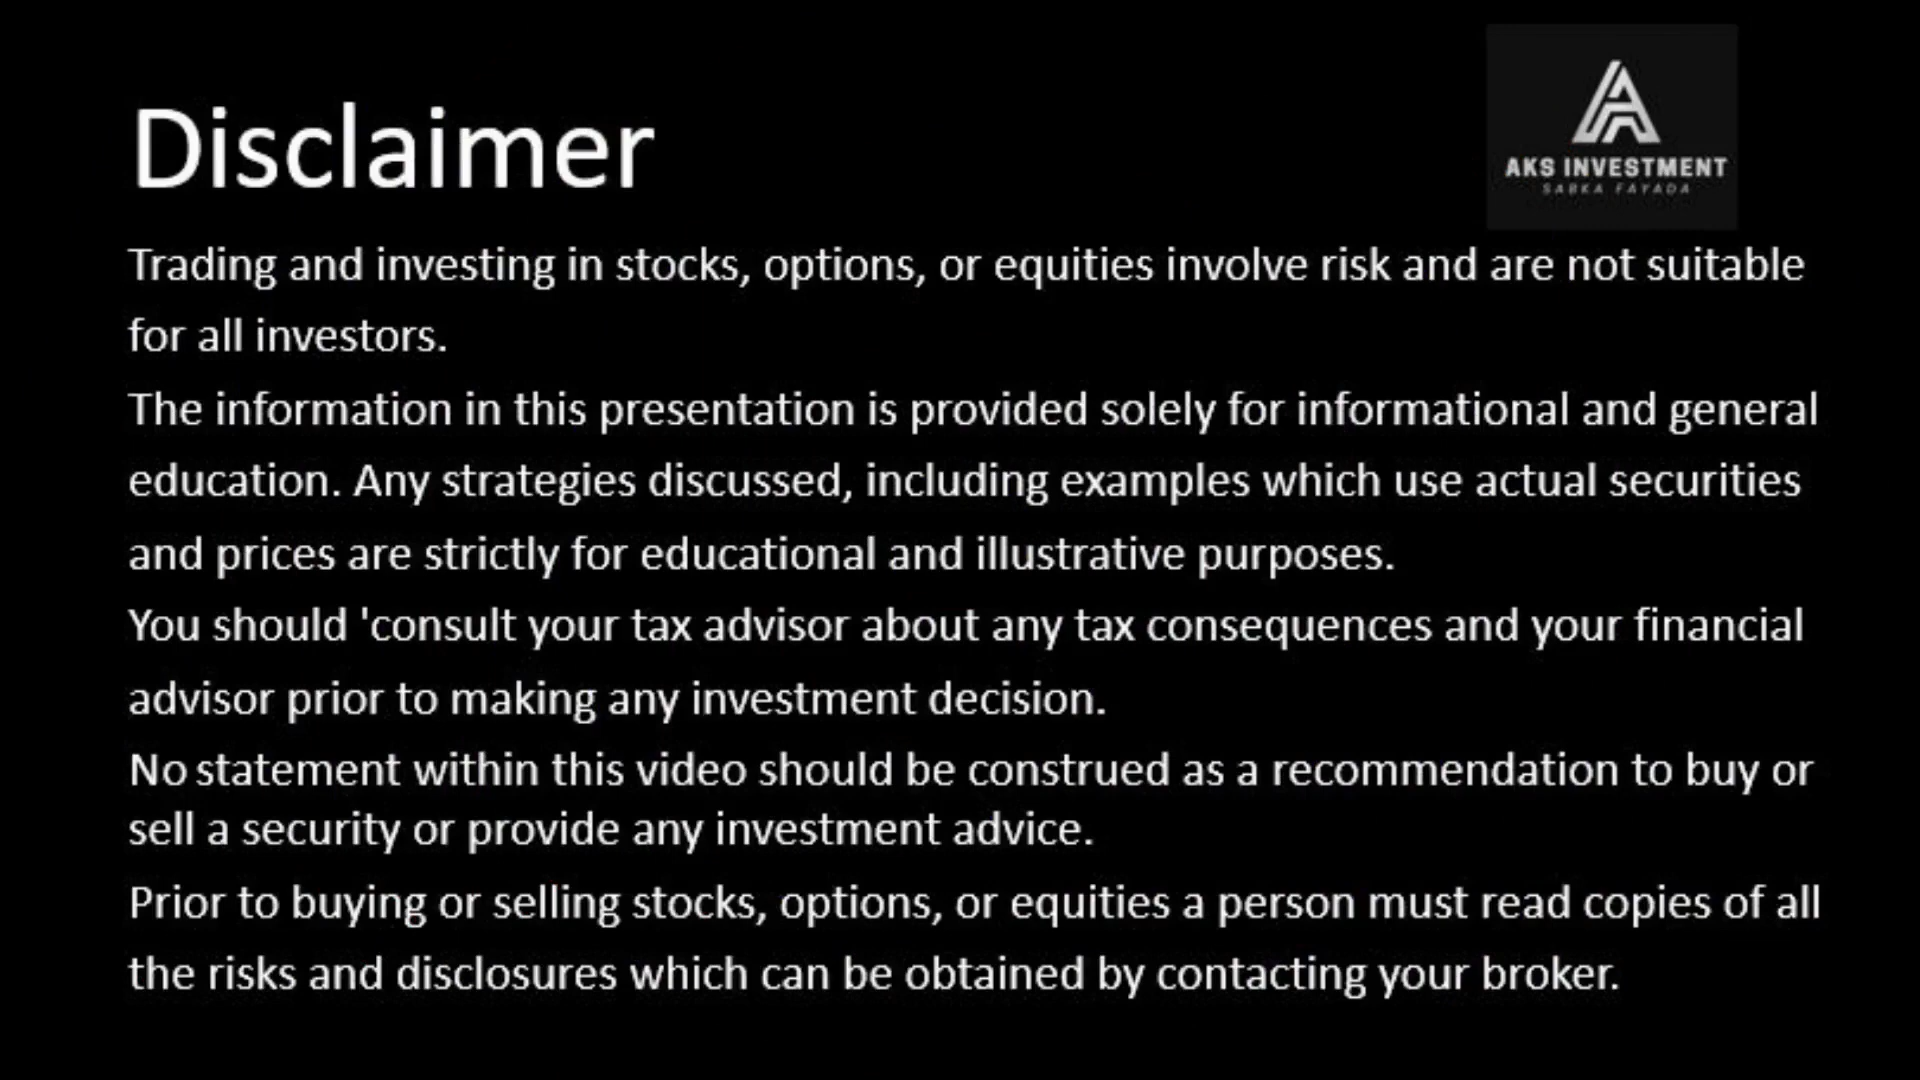 Disclaimer
AKS INVESTMENT
SABKA FAYADA
Trading and investing in stocks, options, or equities involve risk and are not suitable
for all investors.
The information in this presentation is provided solely for informational and general
education. Any strategies discussed, including examples which use actual securities
and prices are strictly for educational and illustrative purposes.
You should 'consult your tax advisor about any tax consequences and your financial
advisor prior to making any investment decision.
No statement within this video should be construed as a recommendation to buy or
sell a security or provide any investment advice.
Prior to buying or selling stocks, options, or equities a person must read copies of all
the risks and disclosures which can be obtained by contacting your broker.